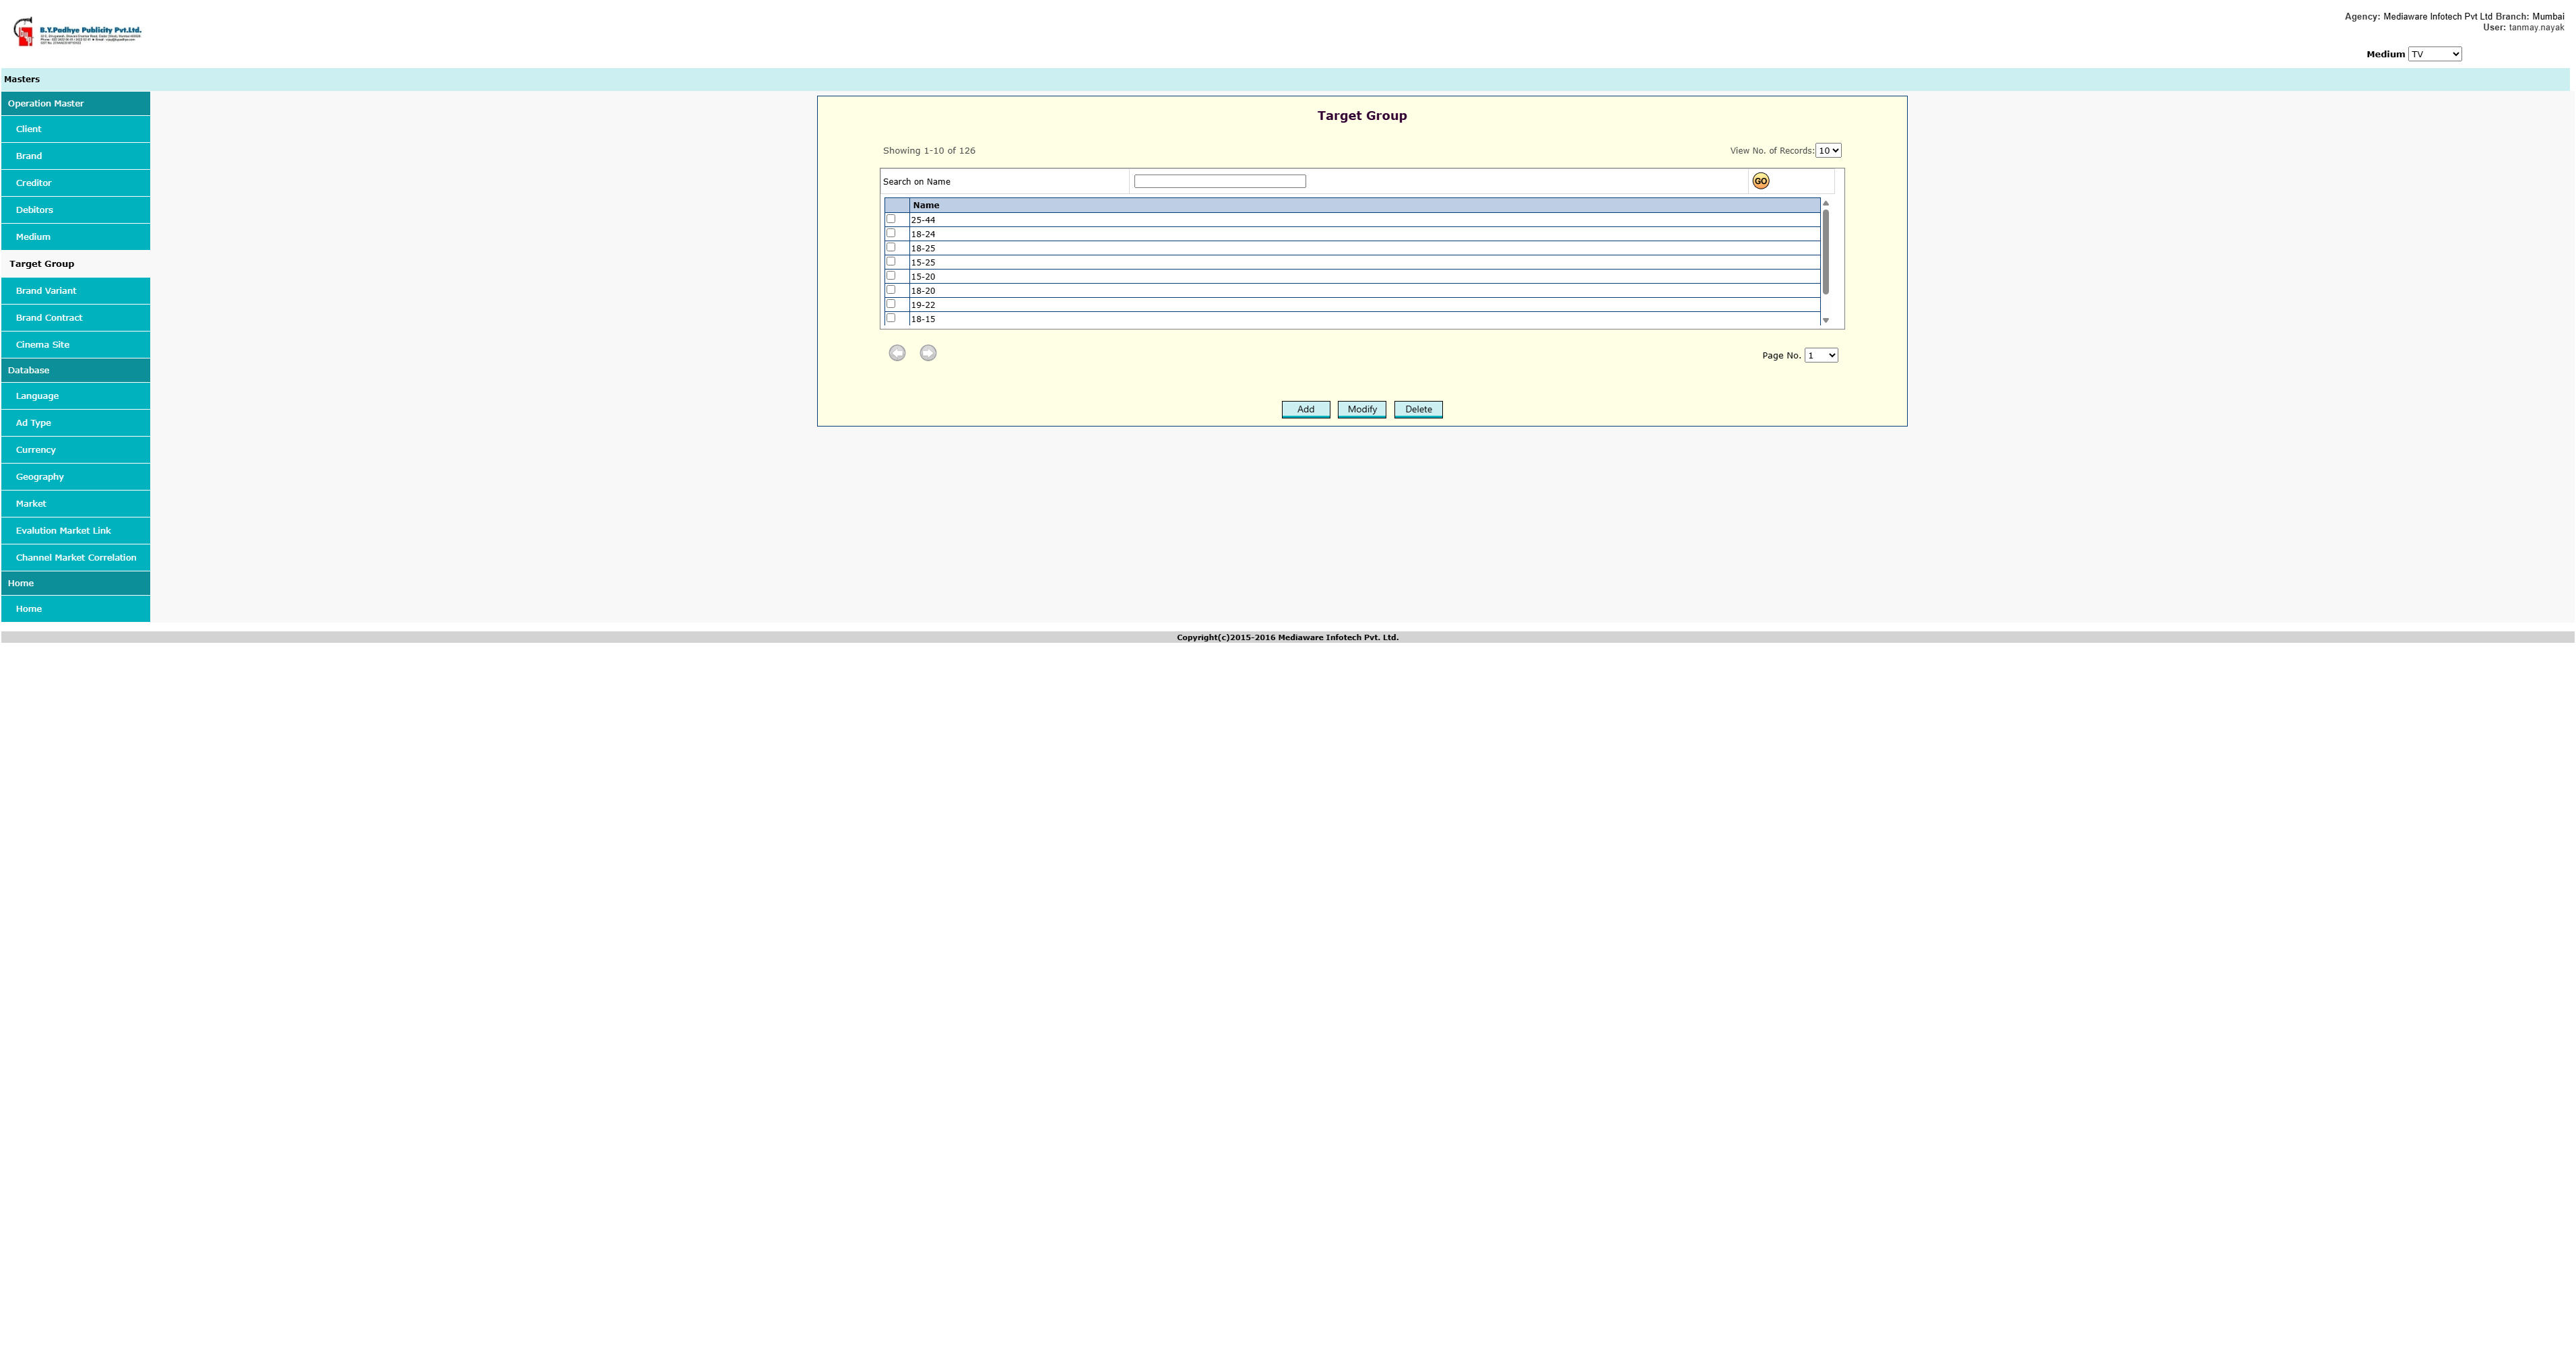 B.Y.Padhye Publicity Pvt.Ltd.
Agency: Mediaware Infotech Pvt Ltd Branch: Mumbai
User: tanmay.nayak
Medium TV
Masters
Operation Master
Client
Brand
Creditor
Debitors
Medium
Target Group
Brand Variant
Brand Contract
Cinema Site
Database
Language
Ad Type
Currency
Geography
Market
Evalution Market Link
Channel Market Correlation
Home
Home
Target Group
Showing 1-10 of 126
View No. of Records: 10
Search on Name
GO
Name
25-44
18-24
18-25
15-25
15-20
18-20
19-22
18-15
Page No. 1
Add Modify Delete
Copyright(c)2015-2016 Mediaware Infotech Pvt. Ltd.